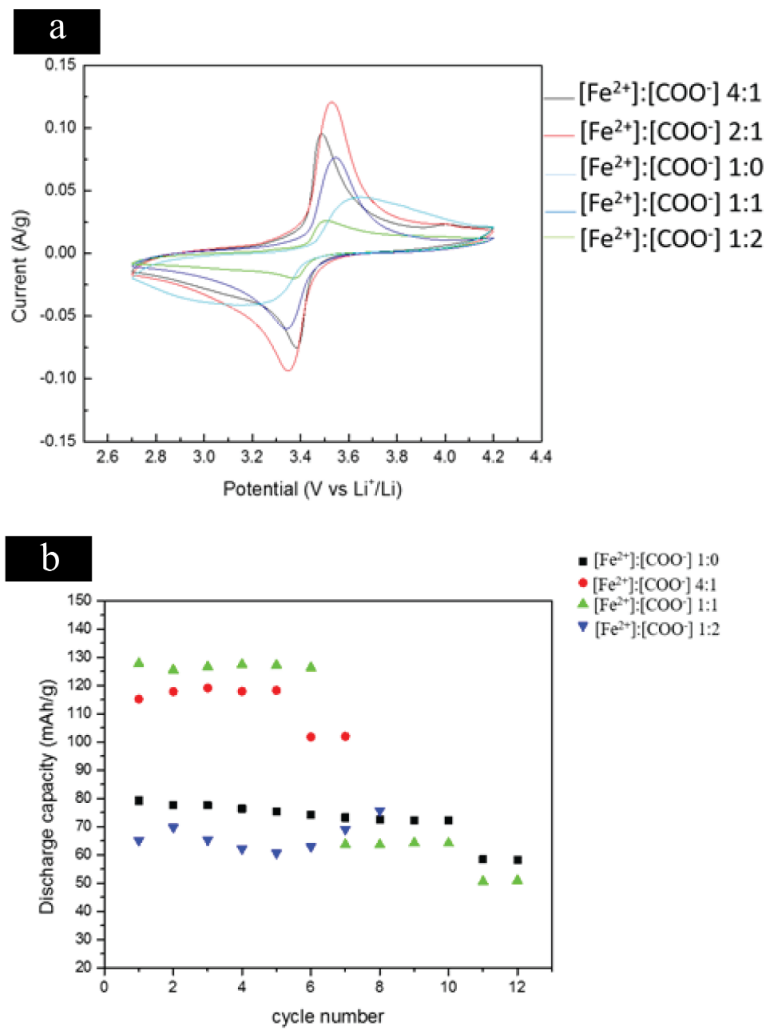 a
0.15
0.10
0.05
0.00
-0.05
-0.10
-0.15
Current (A/g)
2.6 2.8 3.0 3.2 3.4 3.6 3.8 4.0 4.2 4.4
Potential (V vs Li⁺/Li)
[Fe²⁺]:[COO⁻] 4:1
[Fe²⁺]:[COO⁻] 2:1
[Fe²⁺]:[COO⁻] 1:0
[Fe²⁺]:[COO⁻] 1:1
[Fe²⁺]:[COO⁻] 1:2
b
[Fe²⁺]:[COO⁻] 1:0
[Fe²⁺]:[COO⁻] 4:1
[Fe²⁺]:[COO⁻] 1:1
[Fe²⁺]:[COO⁻] 1:2
150
140
130
120
110
100
90
80
70
60
50
40
30
20
Discharge capacity (mAh/g)
0 2 4 6 8 10 12
cycle number